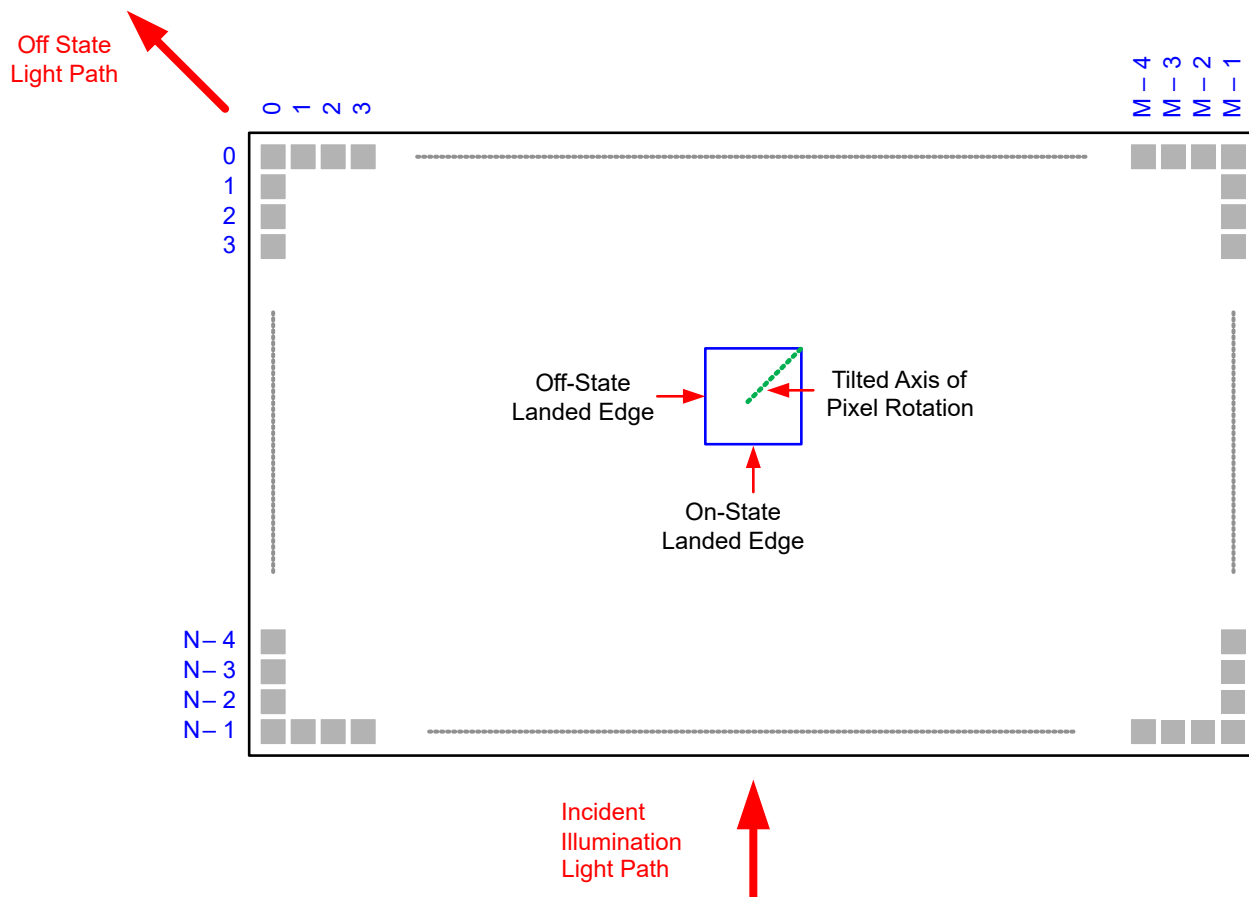 Off State
Light Path
0
1
2
3
M – 4
M – 3
M – 2
M – 1
0
1
2
3
Off-State
Landed Edge
Tilted Axis of
Pixel Rotation
On-State
Landed Edge
N – 4
N – 3
N – 2
N – 1
Incident
Illumination
Light Path